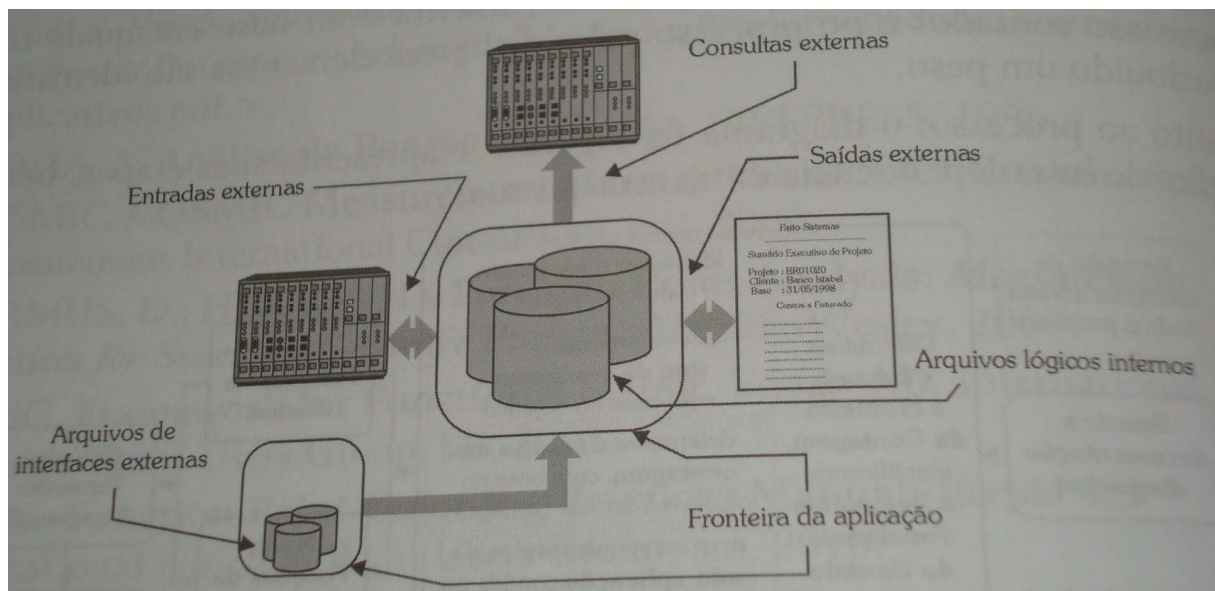 Consultas externas
Saídas externas
Entradas externas
Fatto Sistemas
Sumário Executivo de Projeto
Projeto : BR01020
Cliente : Banco Istabel
Base : 31/05/1998
Custos x Faturado
Arquivos lógicos internos
Arquivos de
interfaces externas
Fronteira da aplicação